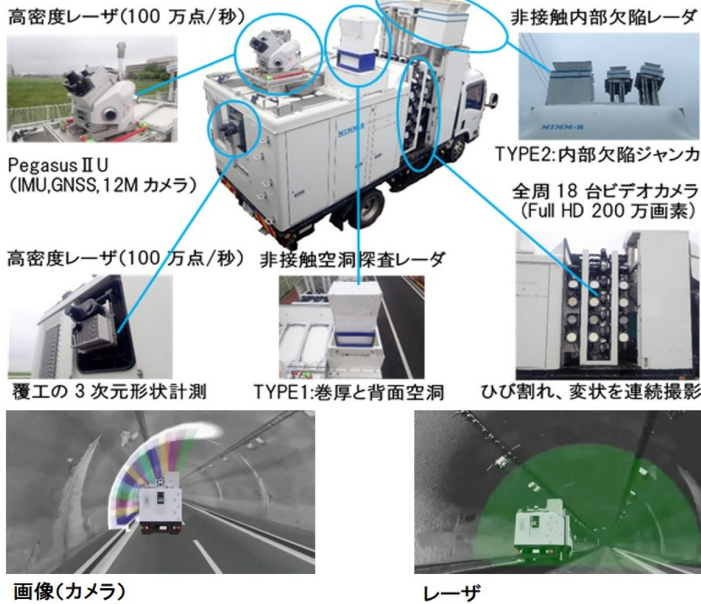 高密度レーザ(100 万点/秒)
非接触内部欠陥レーダ
MIMM-R
MIMM-R
PegasusⅡU
(IMU,GNSS,12M カメラ)
TYPE2:内部欠陥ジャンカ
全周 18 台ビデオカメラ
(Full HD 200 万画素)
高密度レーザ(100 万点/秒)
非接触空洞探査レーダ
覆工の 3 次元形状計測
TYPE1:巻厚と背面空洞
ひび割れ、変状を連続撮影
画像(カメラ)
レーザ